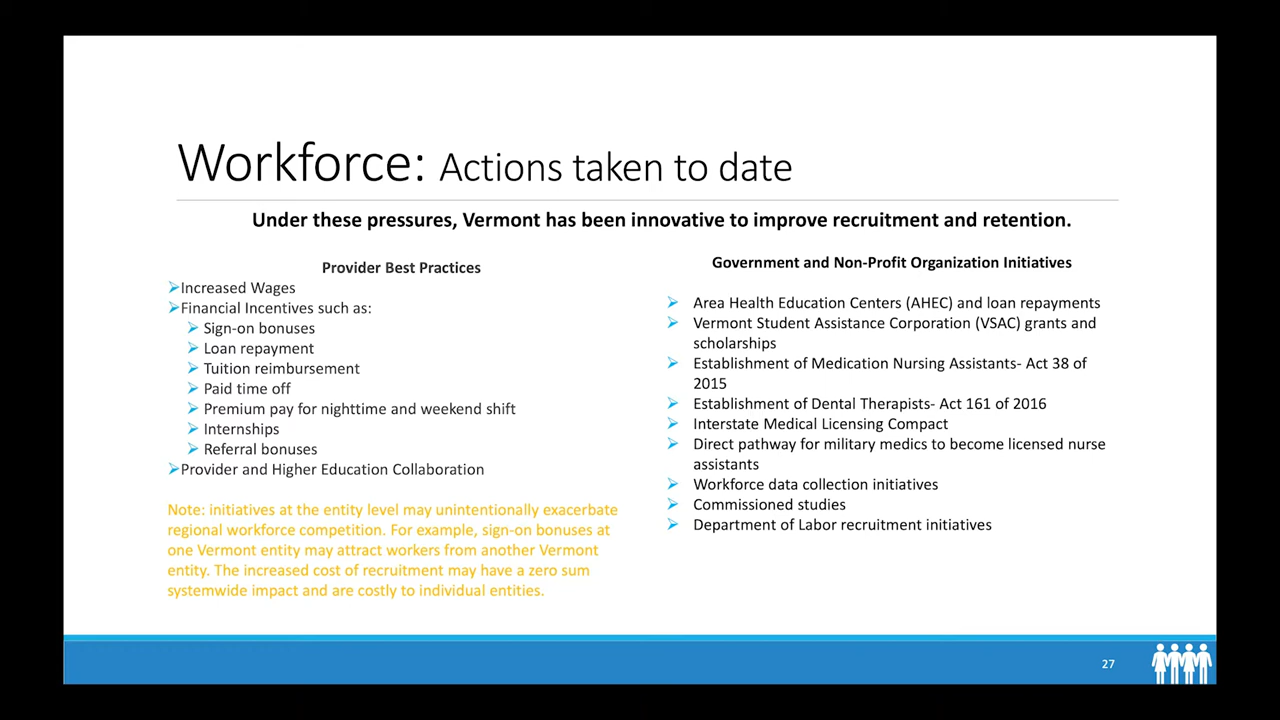 Workforce: Actions taken to date
Under these pressures, Vermont has been innovative to improve recruitment and retention.
Provider Best Practices
Increased Wages
Financial Incentives such as:
Sign-on bonuses
Loan repayment
Tuition reimbursement
Paid time off
Premium pay for nighttime and weekend shift
Internships
Referral bonuses
Provider and Higher Education Collaboration
Note: initiatives at the entity level may unintentionally exacerbate
regional workforce competition. For example, sign-on bonuses at
one Vermont entity may attract workers from another Vermont
entity. The increased cost of recruitment may have a zero sum
systemwide impact and are costly to individual entities.
Government and Non-Profit Organization Initiatives
Area Health Education Centers (AHEC) and loan repayments
Vermont Student Assistance Corporation (VSAC) grants and
scholarships
Establishment of Medication Nursing Assistants- Act 38 of
2015
Establishment of Dental Therapists- Act 161 of 2016
Interstate Medical Licensing Compact
Direct pathway for military medics to become licensed nurse
assistants
Workforce data collection initiatives
Commissioned studies
Department of Labor recruitment initiatives
27